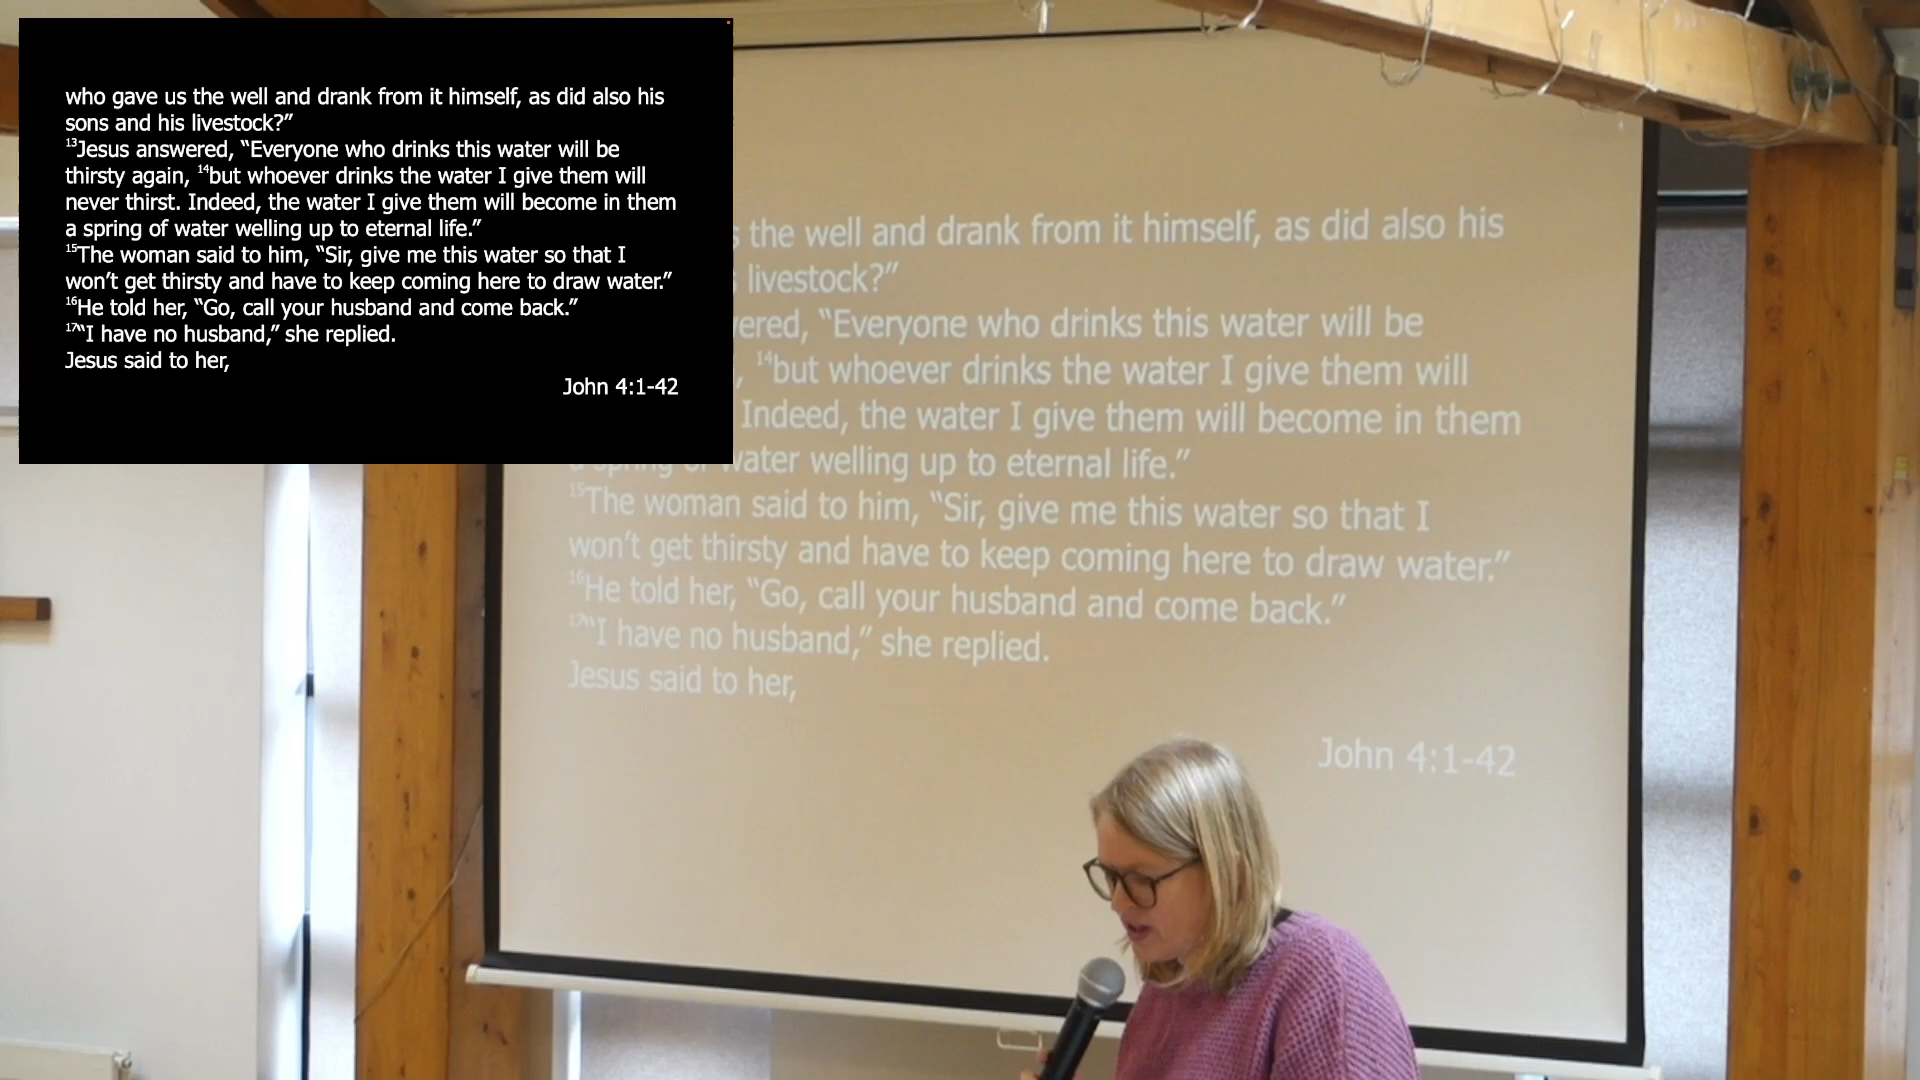 who gave us the well and drank from it himself, as did also his
sons and his livestock?”
¹³Jesus answered, “Everyone who drinks this water will be
thirsty again, ¹⁴but whoever drinks the water I give them will
never thirst. Indeed, the water I give them will become in them
a spring of water welling up to eternal life.”
¹⁵The woman said to him, “Sir, give me this water so that I
won’t get thirsty and have to keep coming here to draw water.”
¹⁶He told her, “Go, call your husband and come back.”
¹⁷“I have no husband,” she replied.
Jesus said to her,
John 4:1-42
the well and drank from it himself, as did also his
livestock?”
“Everyone who drinks this water will be
¹⁴but whoever drinks the water I give them will
Indeed, the water I give them will become in them
a spring of water welling up to eternal life.”
¹⁵The woman said to him, “Sir, give me this water so that I
won’t get thirsty and have to keep coming here to draw water.”
¹⁶He told her, “Go, call your husband and come back.”
¹⁷“I have no husband,” she replied.
Jesus said to her,
John 4:1-42